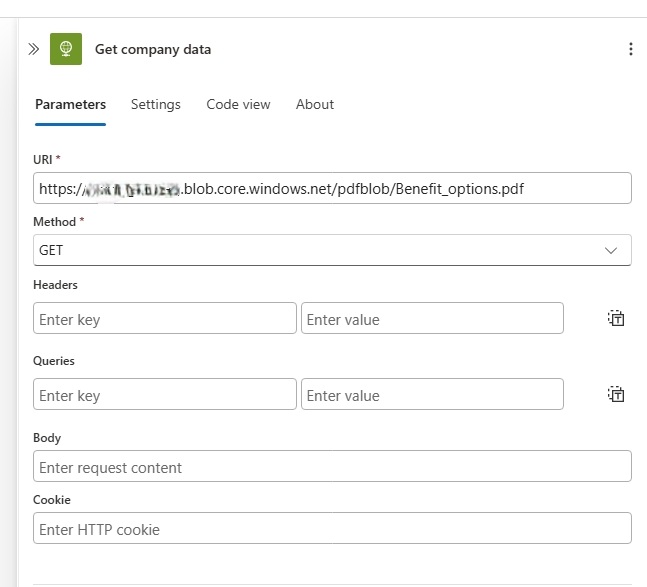 Get company data
Parameters Settings Code view About
URI *
https:// .blob.core.windows.net/pdfblob/Benefit_options.pdf
Method *
GET
Headers
Enter key Enter value
Queries
Enter key Enter value
Body
Enter request content
Cookie
Enter HTTP cookie